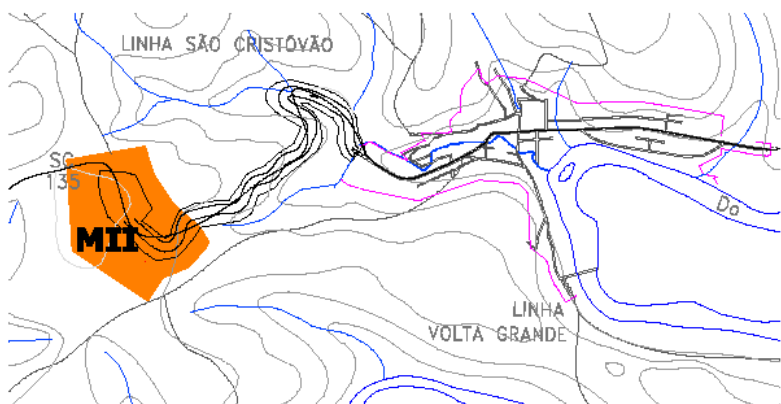 LINHA SÃO CRISTÓVÃO
SC
135
MII
Do
LINHA
VOLTA GRANDE